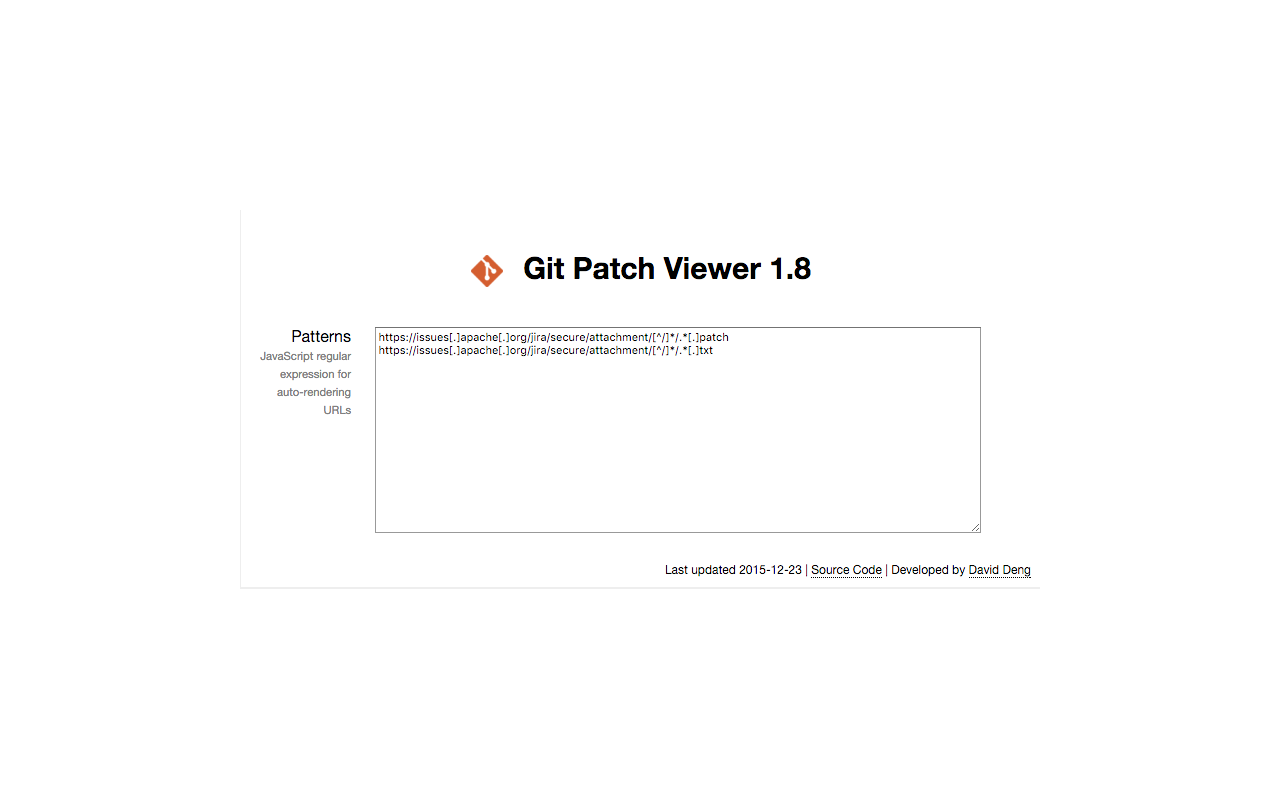 Git Patch Viewer 1.8
Patterns
JavaScript regular
expression for
auto-rendering
URLs
https://issues[.]apache[.]org/jira/secure/attachment/[^/]*/.*[.]patch
https://issues[.]apache[.]org/jira/secure/attachment/[^/]*/.*[.]txt
Last updated 2015-12-23 | Source Code | Developed by David Deng